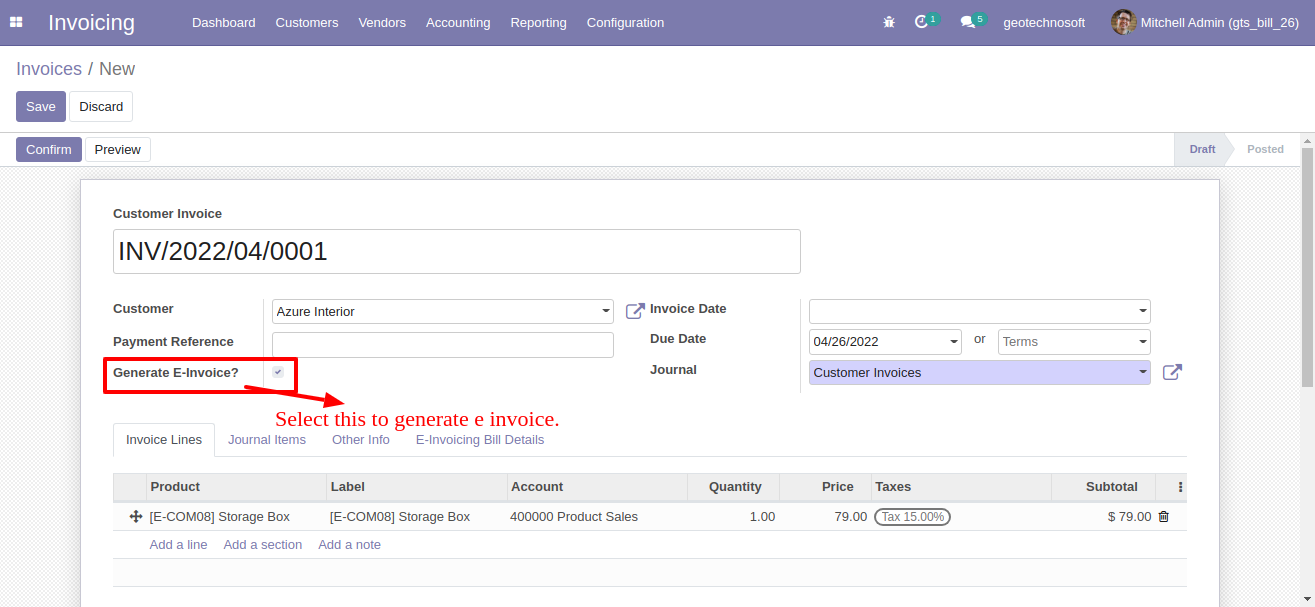 Invoicing Dashboard Customers Vendors Accounting Reporting Configuration 1 5 geotechnosoft Mitchell Admin (gts_bill_26)
Invoices / New
Save Discard
Confirm Preview Draft Posted
Customer Invoice
INV/2022/04/0001
Customer Azure Interior Invoice Date
Payment Reference Due Date 04/26/2022 or Terms
Generate E-Invoice? Journal Customer Invoices
Select this to generate e invoice.
Invoice Lines Journal Items Other Info E-Invoicing Bill Details
Product Label Account Quantity Price Taxes Subtotal
[E-COM08] Storage Box [E-COM08] Storage Box 400000 Product Sales 1.00 79.00 Tax 15.00% $ 79.00
Add a line Add a section Add a note